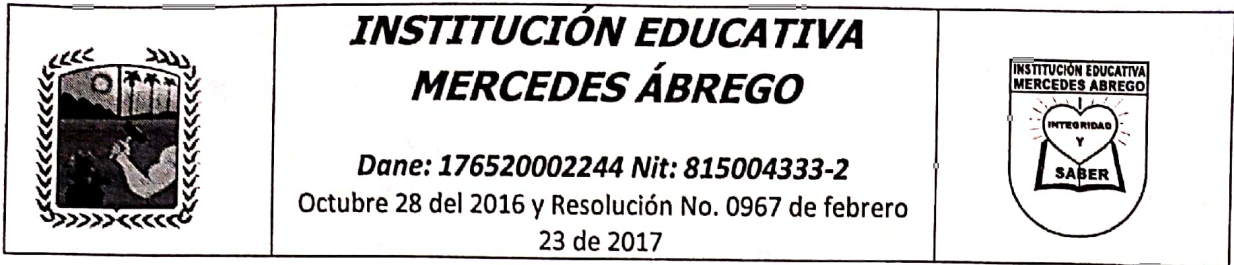 INSTITUCIÓN EDUCATIVA
MERCEDES ÁBREGO
Dane: 176520002244 Nit: 815004333-2
Octubre 28 del 2016 y Resolución No. 0967 de febrero
23 de 2017
INSTITUCIÓN EDUCATIVA
MERCEDES ABREGO
INTEGRIDAD
Y
SABER